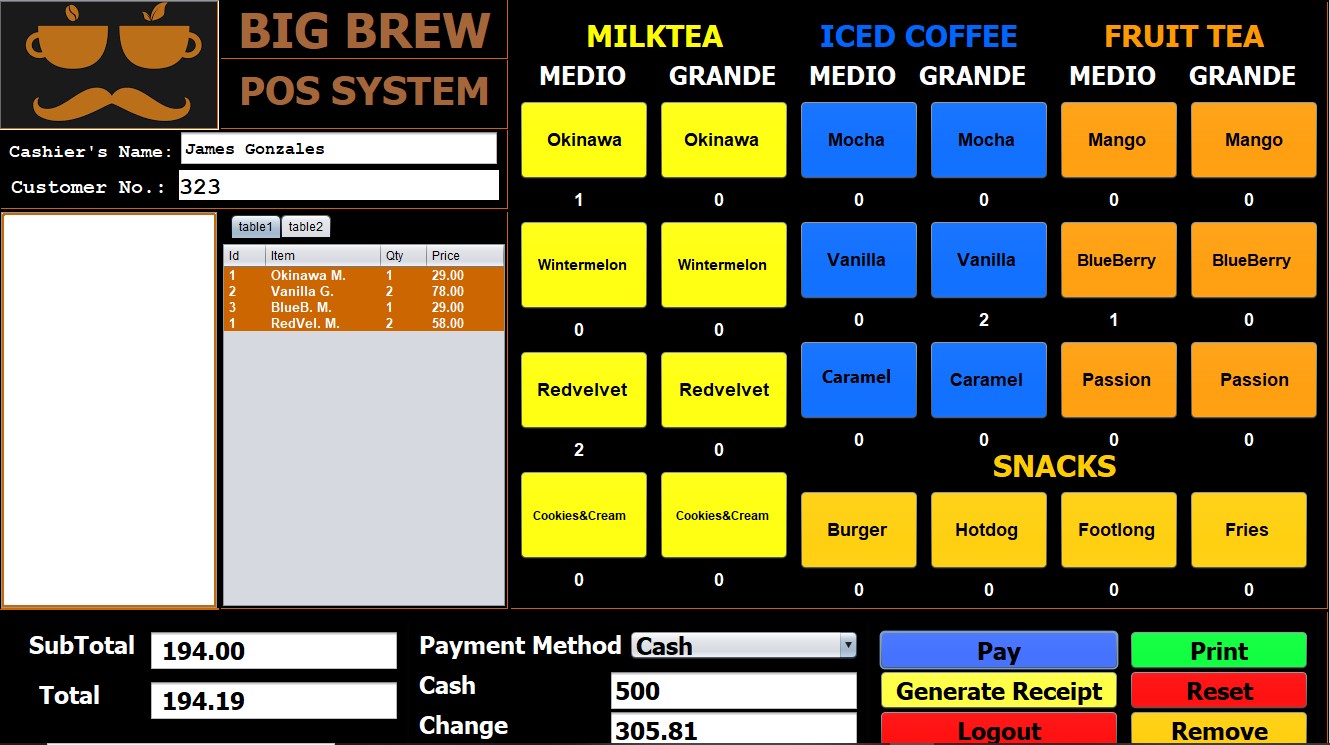 BIG BREW
POS SYSTEM
Cashier's Name: James Gonzales
Customer No.: 323
table1 table2
Id Item Qty Price
1 Okinawa M. 1 29.00
2 Vanilla G. 2 78.00
3 BlueB. M. 1 29.00
1 RedVel. M. 2 58.00
MILKTEA ICED COFFEE FRUIT TEA
MEDIO GRANDE MEDIO GRANDE MEDIO GRANDE
Okinawa Okinawa Mocha Mocha Mango Mango
1 0 0 0 0 0
Wintermelon Wintermelon Vanilla Vanilla BlueBerry BlueBerry
0 0 0 2 1 0
Redvelvet Redvelvet Caramel Caramel Passion Passion
2 0 0 0 0 0
SNACKS
Cookies&Cream Cookies&Cream Burger Hotdog Footlong Fries
0 0 0 0 0 0
SubTotal 194.00
Total 194.19
Payment Method Cash
Cash 500
Change 305.81
Pay Print
Generate Receipt Reset
Logout Remove